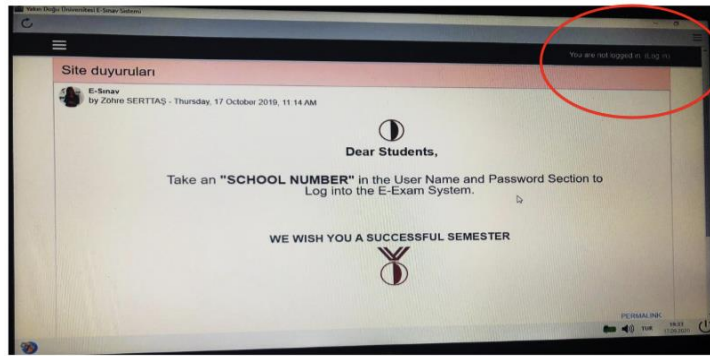 Yakın Doğu Üniversitesi E-Sınav Sistemi
You are not logged in. (Log in)
Site duyuruları
E-Sınav
by Zöhre SERTTAŞ - Thursday, 17 October 2019, 11:14 AM
Dear Students,
Take an "SCHOOL NUMBER" in the User Name and Password Section to
Log into the E-Exam System.
WE WISH YOU A SUCCESSFUL SEMESTER
PERMALINK
TUR